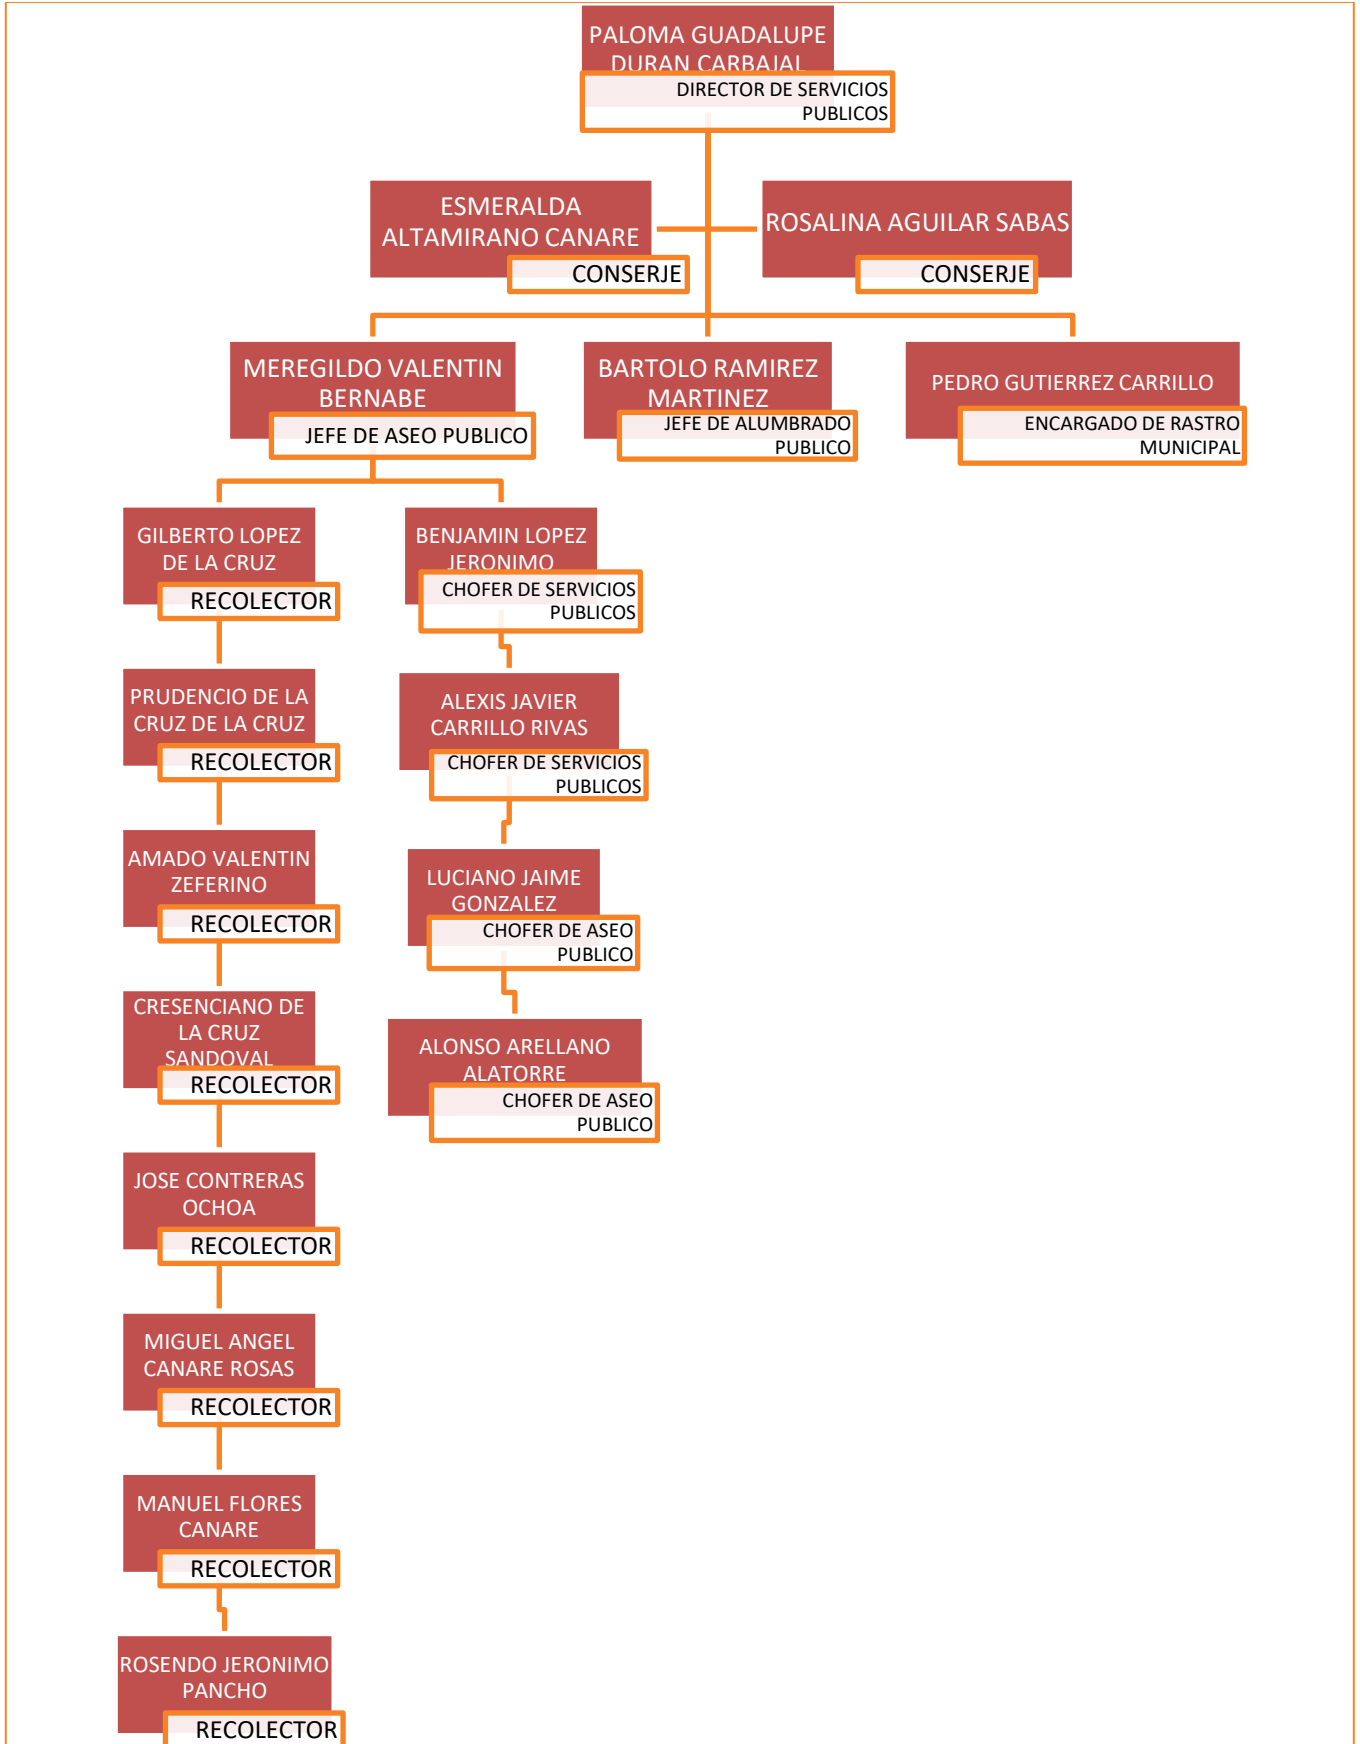 PALOMA GUADALUPE
DURAN CARBAJAL
DIRECTOR DE SERVICIOS
PUBLICOS
ESMERALDA
ALTAMIRANO CANARE
CONSERJE
ROSALINA AGUILAR SABAS
CONSERJE
MEREGILDO VALENTIN
BERNABE
JEFE DE ASEO PUBLICO
BARTOLO RAMIREZ
MARTINEZ
JEFE DE ALUMBRADO
PUBLICO
PEDRO GUTIERREZ CARRILLO
ENCARGADO DE RASTRO
MUNICIPAL
GILBERTO LOPEZ
DE LA CRUZ
RECOLECTOR
PRUDENCIO DE LA
CRUZ DE LA CRUZ
RECOLECTOR
AMADO VALENTIN
ZEFERINO
RECOLECTOR
CRESENCIANO DE
LA CRUZ
SANDOVAL
RECOLECTOR
JOSE CONTRERAS
OCHOA
RECOLECTOR
MIGUEL ANGEL
CANARE ROSAS
RECOLECTOR
MANUEL FLORES
CANARE
RECOLECTOR
ROSENDO JERONIMO
PANCHO
RECOLECTOR
BENJAMIN LOPEZ
JERONIMO
CHOFER DE SERVICIOS
PUBLICOS
ALEXIS JAVIER
CARRILLO RIVAS
CHOFER DE SERVICIOS
PUBLICOS
LUCIANO JAIME
GONZALEZ
CHOFER DE ASEO
PUBLICO
ALONSO ARELLANO
ALATORRE
CHOFER DE ASEO
PUBLICO